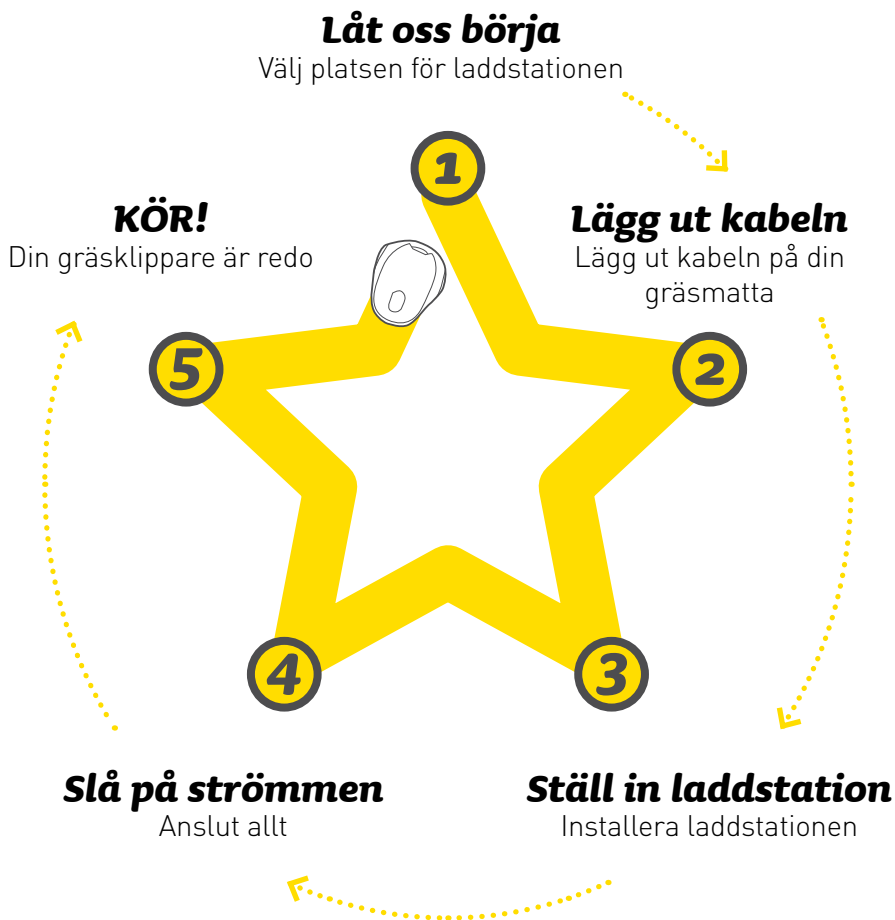 Låt oss börja
Välj platsen för laddstationen
1
Lägg ut kabeln
Lägg ut kabeln på din
gräsmatta
2
Ställ in laddstation
Installera laddstationen
3
Slå på strömmen
Anslut allt
4
KÖR!
Din gräsklippare är redo
5